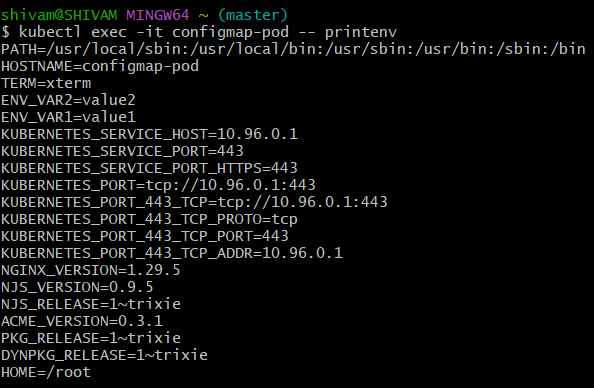 shivam@SHIVAM MINGW64 ~ (master)
$ kubectl exec -it configmap-pod -- printenv
PATH=/usr/local/sbin:/usr/local/bin:/usr/sbin:/usr/bin:/sbin:/bin
HOSTNAME=configmap-pod
TERM=xterm
ENV_VAR2=value2
ENV_VAR1=value1
KUBERNETES_SERVICE_HOST=10.96.0.1
KUBERNETES_SERVICE_PORT=443
KUBERNETES_SERVICE_PORT_HTTPS=443
KUBERNETES_PORT=tcp://10.96.0.1:443
KUBERNETES_PORT_443_TCP=tcp://10.96.0.1:443
KUBERNETES_PORT_443_TCP_PROTO=tcp
KUBERNETES_PORT_443_TCP_PORT=443
KUBERNETES_PORT_443_TCP_ADDR=10.96.0.1
NGINX_VERSION=1.29.5
NJS_VERSION=0.9.5
NJS_RELEASE=1~trixie
ACME_VERSION=0.3.1
PKG_RELEASE=1~trixie
DYNPKG_RELEASE=1~trixie
HOME=/root